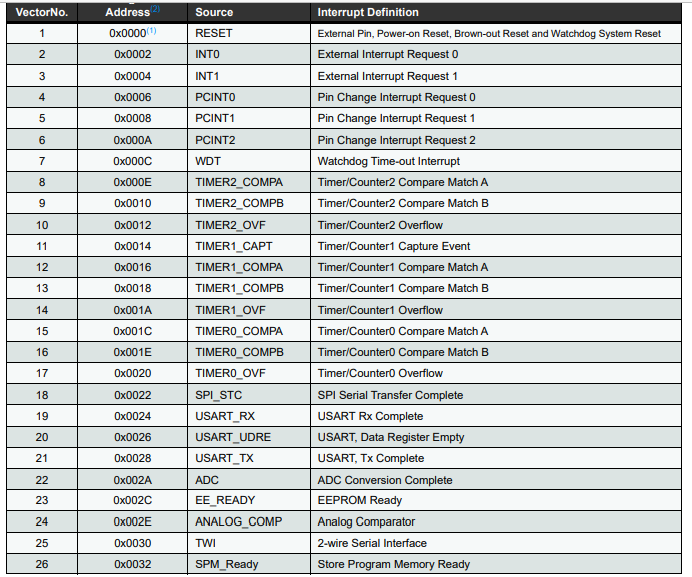 VectorNo. Address(2) Source Interrupt Definition
1 0x0000(1) RESET External Pin, Power-on Reset, Brown-out Reset and Watchdog System Reset
2 0x0002 INT0 External Interrupt Request 0
3 0x0004 INT1 External Interrupt Request 1
4 0x0006 PCINT0 Pin Change Interrupt Request 0
5 0x0008 PCINT1 Pin Change Interrupt Request 1
6 0x000A PCINT2 Pin Change Interrupt Request 2
7 0x000C WDT Watchdog Time-out Interrupt
8 0x000E TIMER2_COMPA Timer/Counter2 Compare Match A
9 0x0010 TIMER2_COMPB Timer/Counter2 Compare Match B
10 0x0012 TIMER2_OVF Timer/Counter2 Overflow
11 0x0014 TIMER1_CAPT Timer/Counter1 Capture Event
12 0x0016 TIMER1_COMPA Timer/Counter1 Compare Match A
13 0x0018 TIMER1_COMPB Timer/Counter1 Compare Match B
14 0x001A TIMER1_OVF Timer/Counter1 Overflow
15 0x001C TIMER0_COMPA Timer/Counter0 Compare Match A
16 0x001E TIMER0_COMPB Timer/Counter0 Compare Match B
17 0x0020 TIMER0_OVF Timer/Counter0 Overflow
18 0x0022 SPI_STC SPI Serial Transfer Complete
19 0x0024 USART_RX USART Rx Complete
20 0x0026 USART_UDRE USART, Data Register Empty
21 0x0028 USART_TX USART, Tx Complete
22 0x002A ADC ADC Conversion Complete
23 0x002C EE_READY EEPROM Ready
24 0x002E ANALOG_COMP Analog Comparator
25 0x0030 TWI 2-wire Serial Interface
26 0x0032 SPM_Ready Store Program Memory Ready